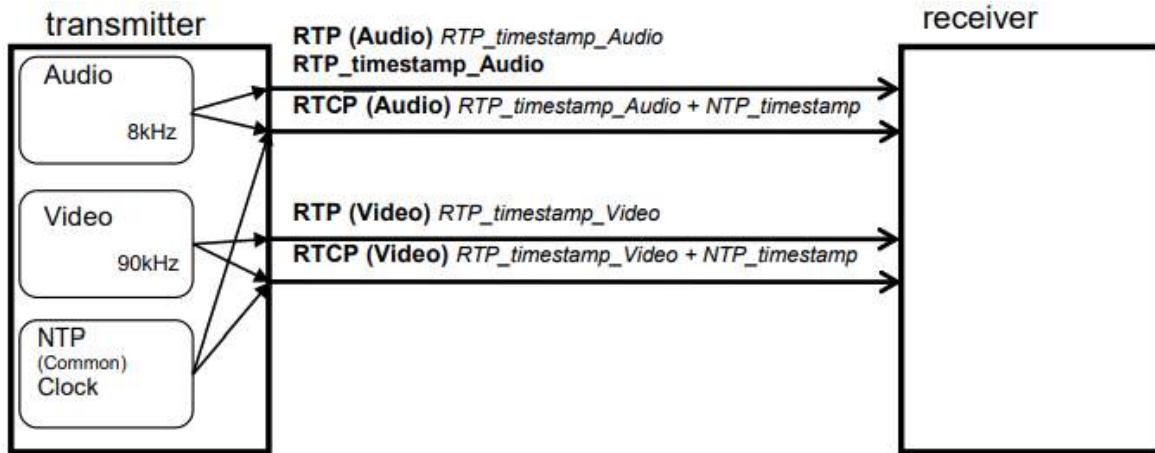 transmitter
receiver
Audio
8kHz
RTP (Audio) RTP_timestamp_Audio
RTP_timestamp_Audio
RTCP (Audio) RTP_timestamp_Audio + NTP_timestamp
Video
90kHz
RTP (Video) RTP_timestamp_Video
RTCP (Video) RTP_timestamp_Video + NTP_timestamp
NTP
(Common)
Clock